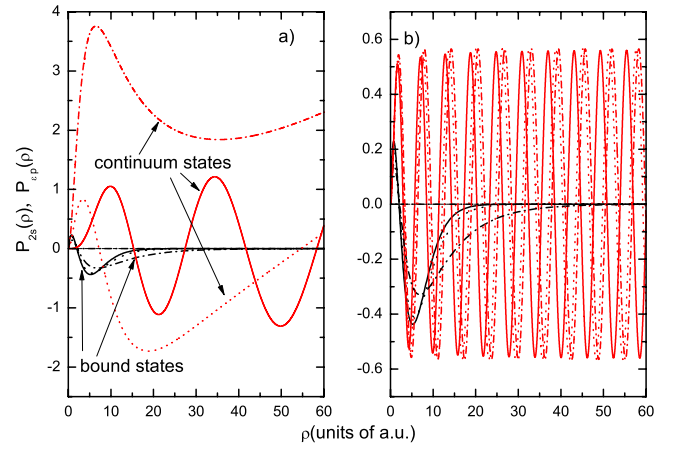 a)
b)
4
3
2
1
0
-1
-2
0.6
0.4
0.2
0.0
-0.2
-0.4
-0.6
P2s(ρ), Pεp(ρ)
continuum states
bound states
0 10 20 30 40 50 60
0 10 20 30 40 50 60
ρ(units of a.u.)